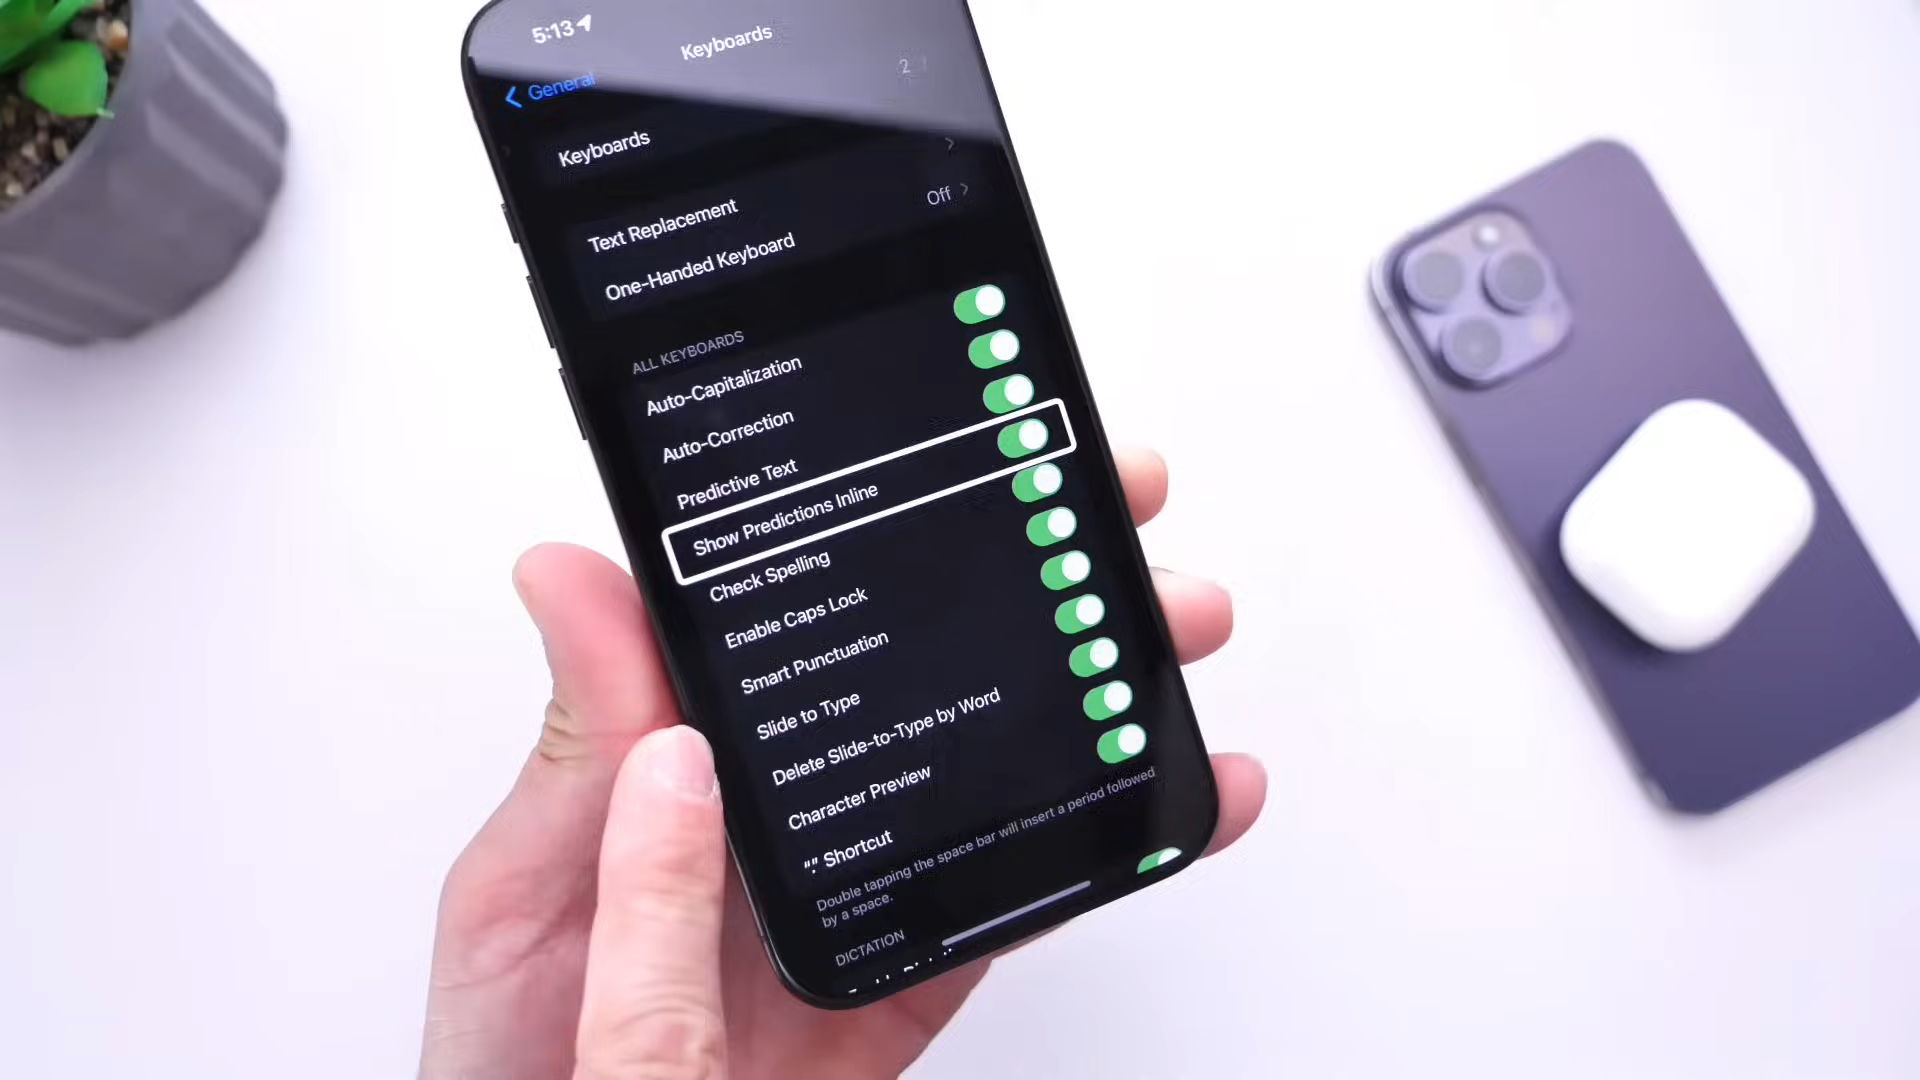 5:13
Keyboards
General
2
Keyboards
Text Replacement
One-Handed Keyboard Off
ALL KEYBOARDS
Auto-Capitalization
Auto-Correction
Predictive Text
Show Predictions Inline
Check Spelling
Enable Caps Lock
Smart Punctuation
Slide to Type
Delete Slide-to-Type by Word
Character Preview
“.” Shortcut
Double tapping the space bar will insert a period followed
by a space.
DICTATION